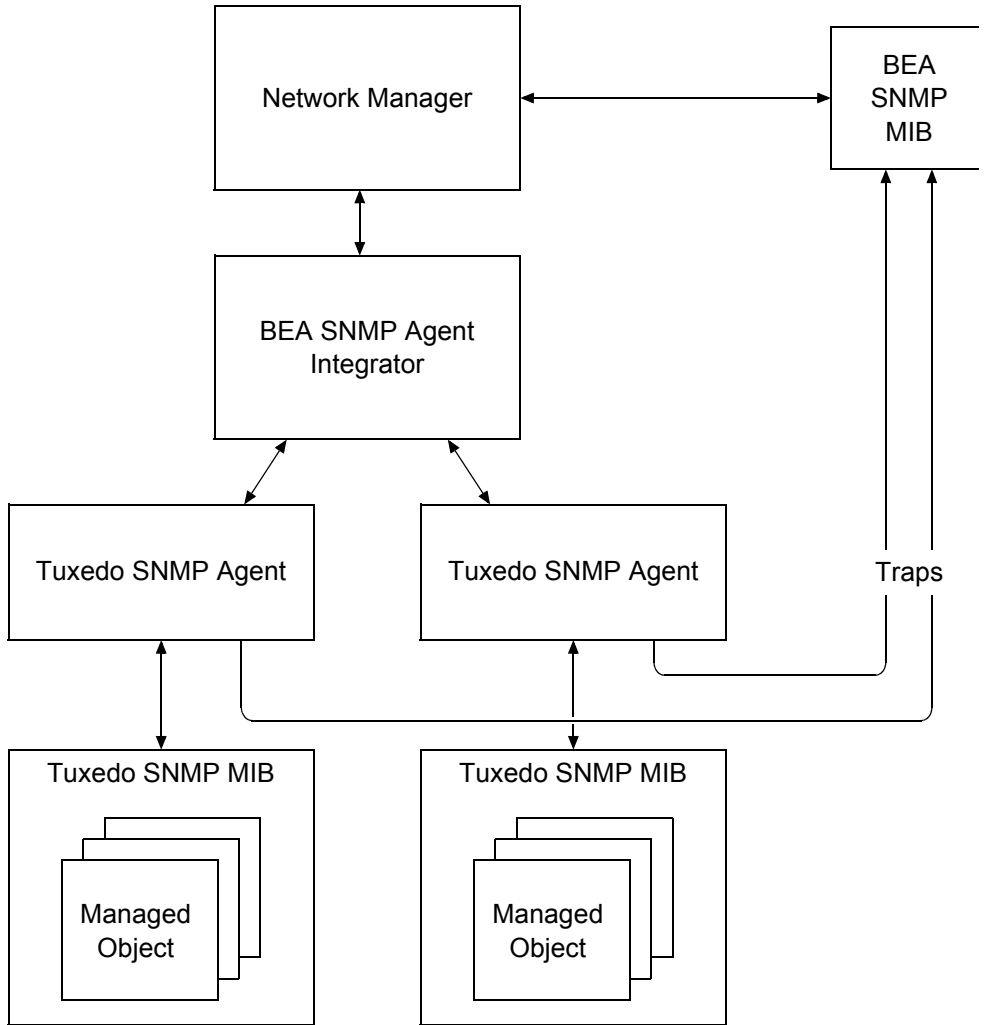 Network Manager
BEA
SNMP
MIB
BEA SNMP Agent
Integrator
Tuxedo SNMP Agent
Tuxedo SNMP Agent
Traps
Tuxedo SNMP MIB
Tuxedo SNMP MIB
Managed
Object
Managed
Object